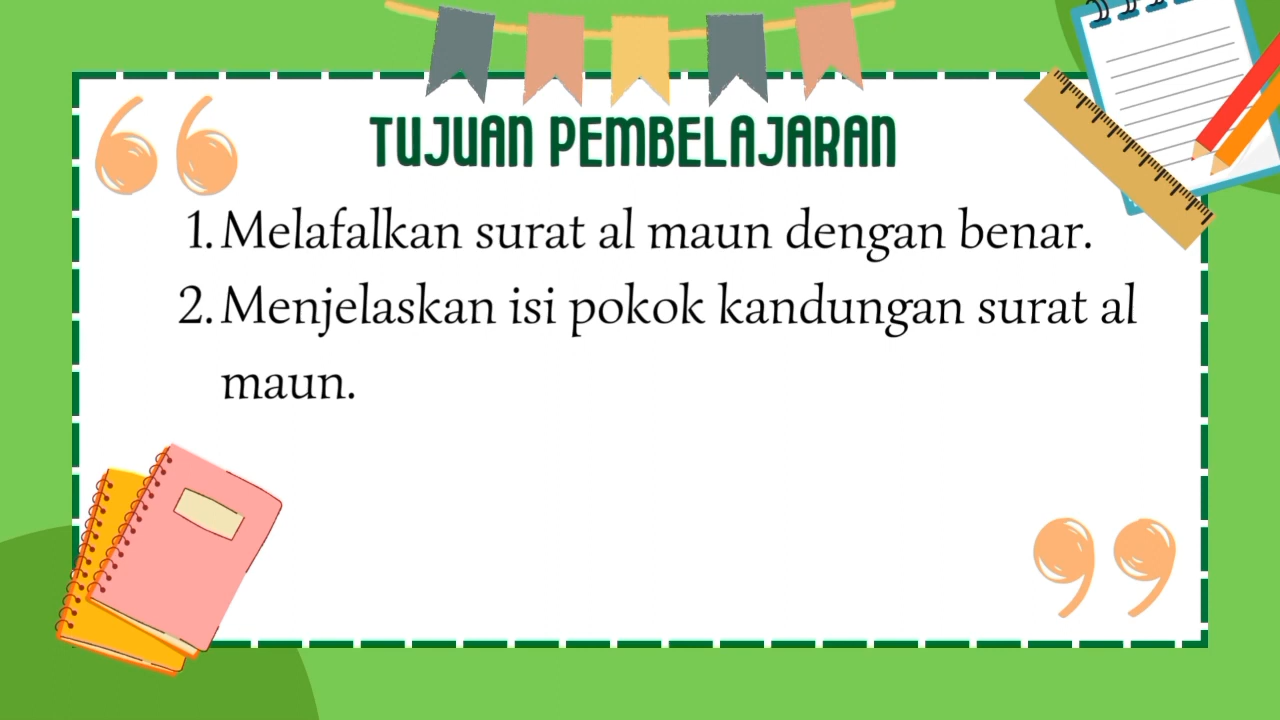 TUJUAN PEMBELAJARAN
1. Melafalkan surat al maun dengan benar.
2. Menjelaskan isi pokok kandungan surat al
maun.